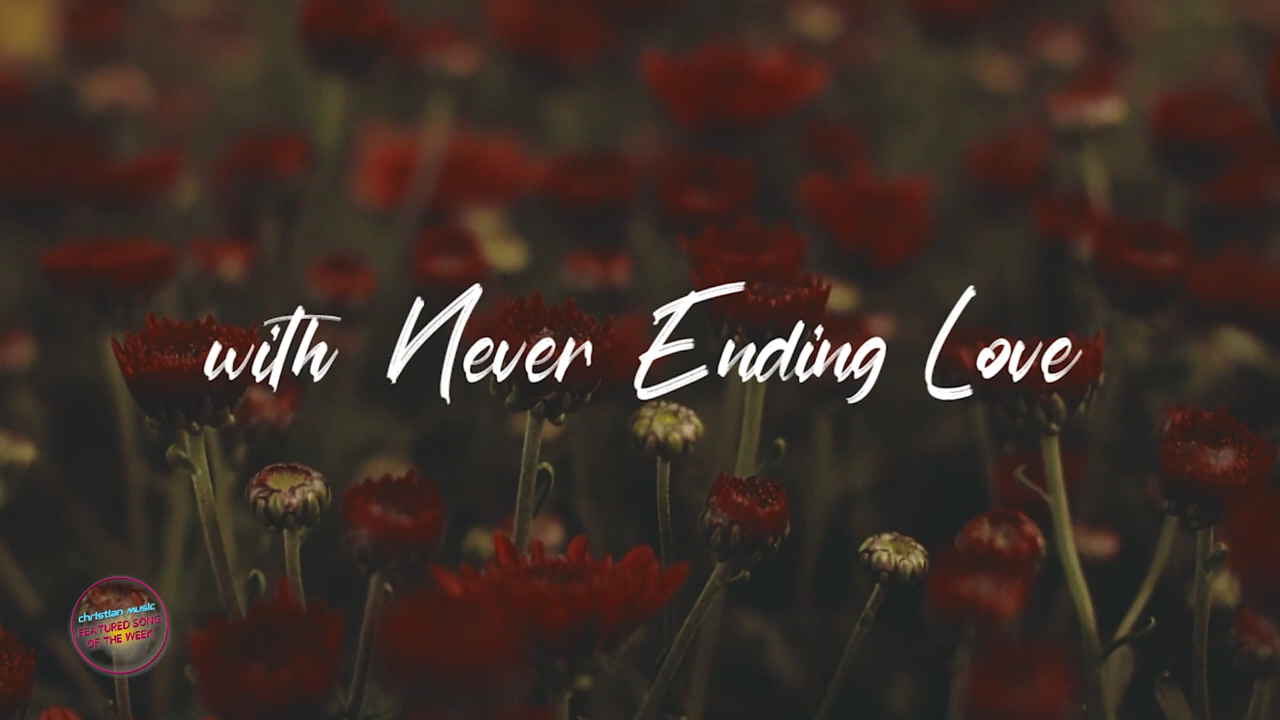 with Never Ending Love
christian music
FEATURED SONG
OF THE WEEK